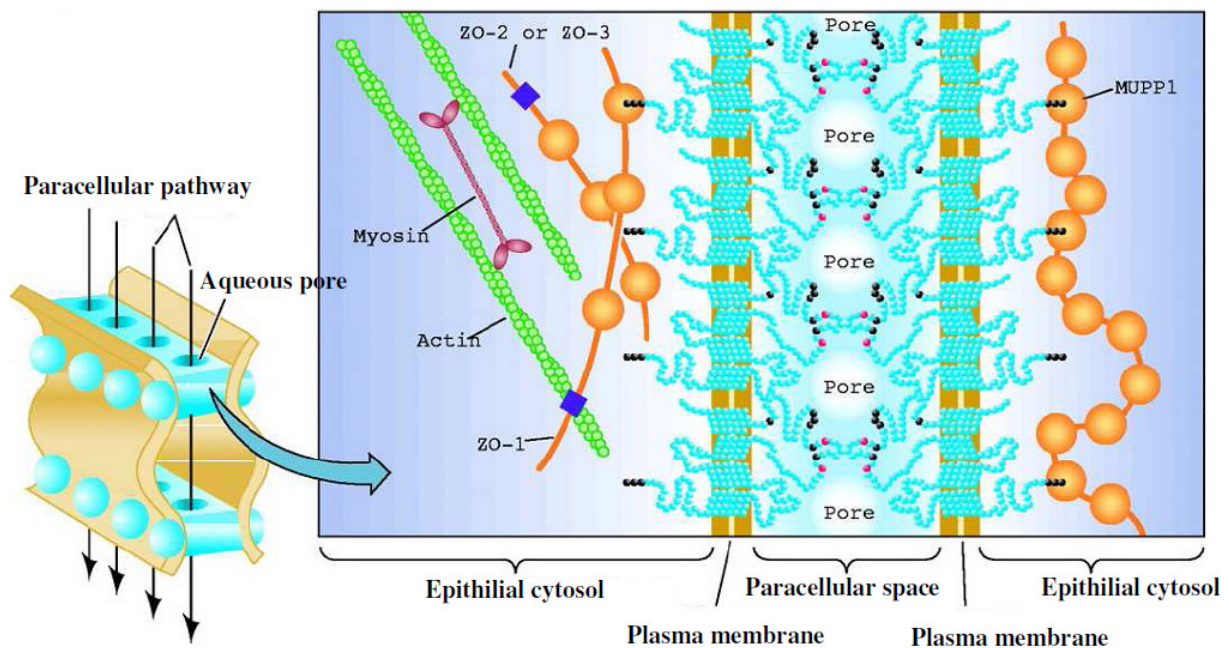 Paracellular pathway
Aqueous pore
ZO-2 or ZO-3
Myosin
Actin
ZO-1
Pore
Pore
Pore
Pore
Pore
MUPP1
Epithilial cytosol
Plasma membrane
Paracellular space
Plasma membrane
Epithilial cytosol